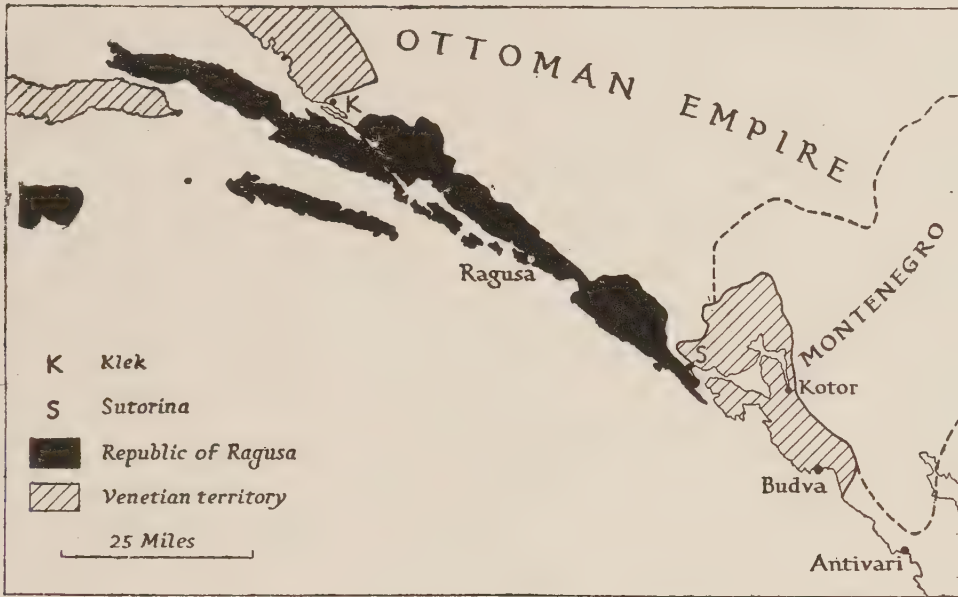 OTTOMAN EMPIRE
K
Ragusa
MONTENEGRO
S
Kotor
Budva
Antivari
K Klek
S Sutorina
Republic of Ragusa
Venetian territory
25 Miles